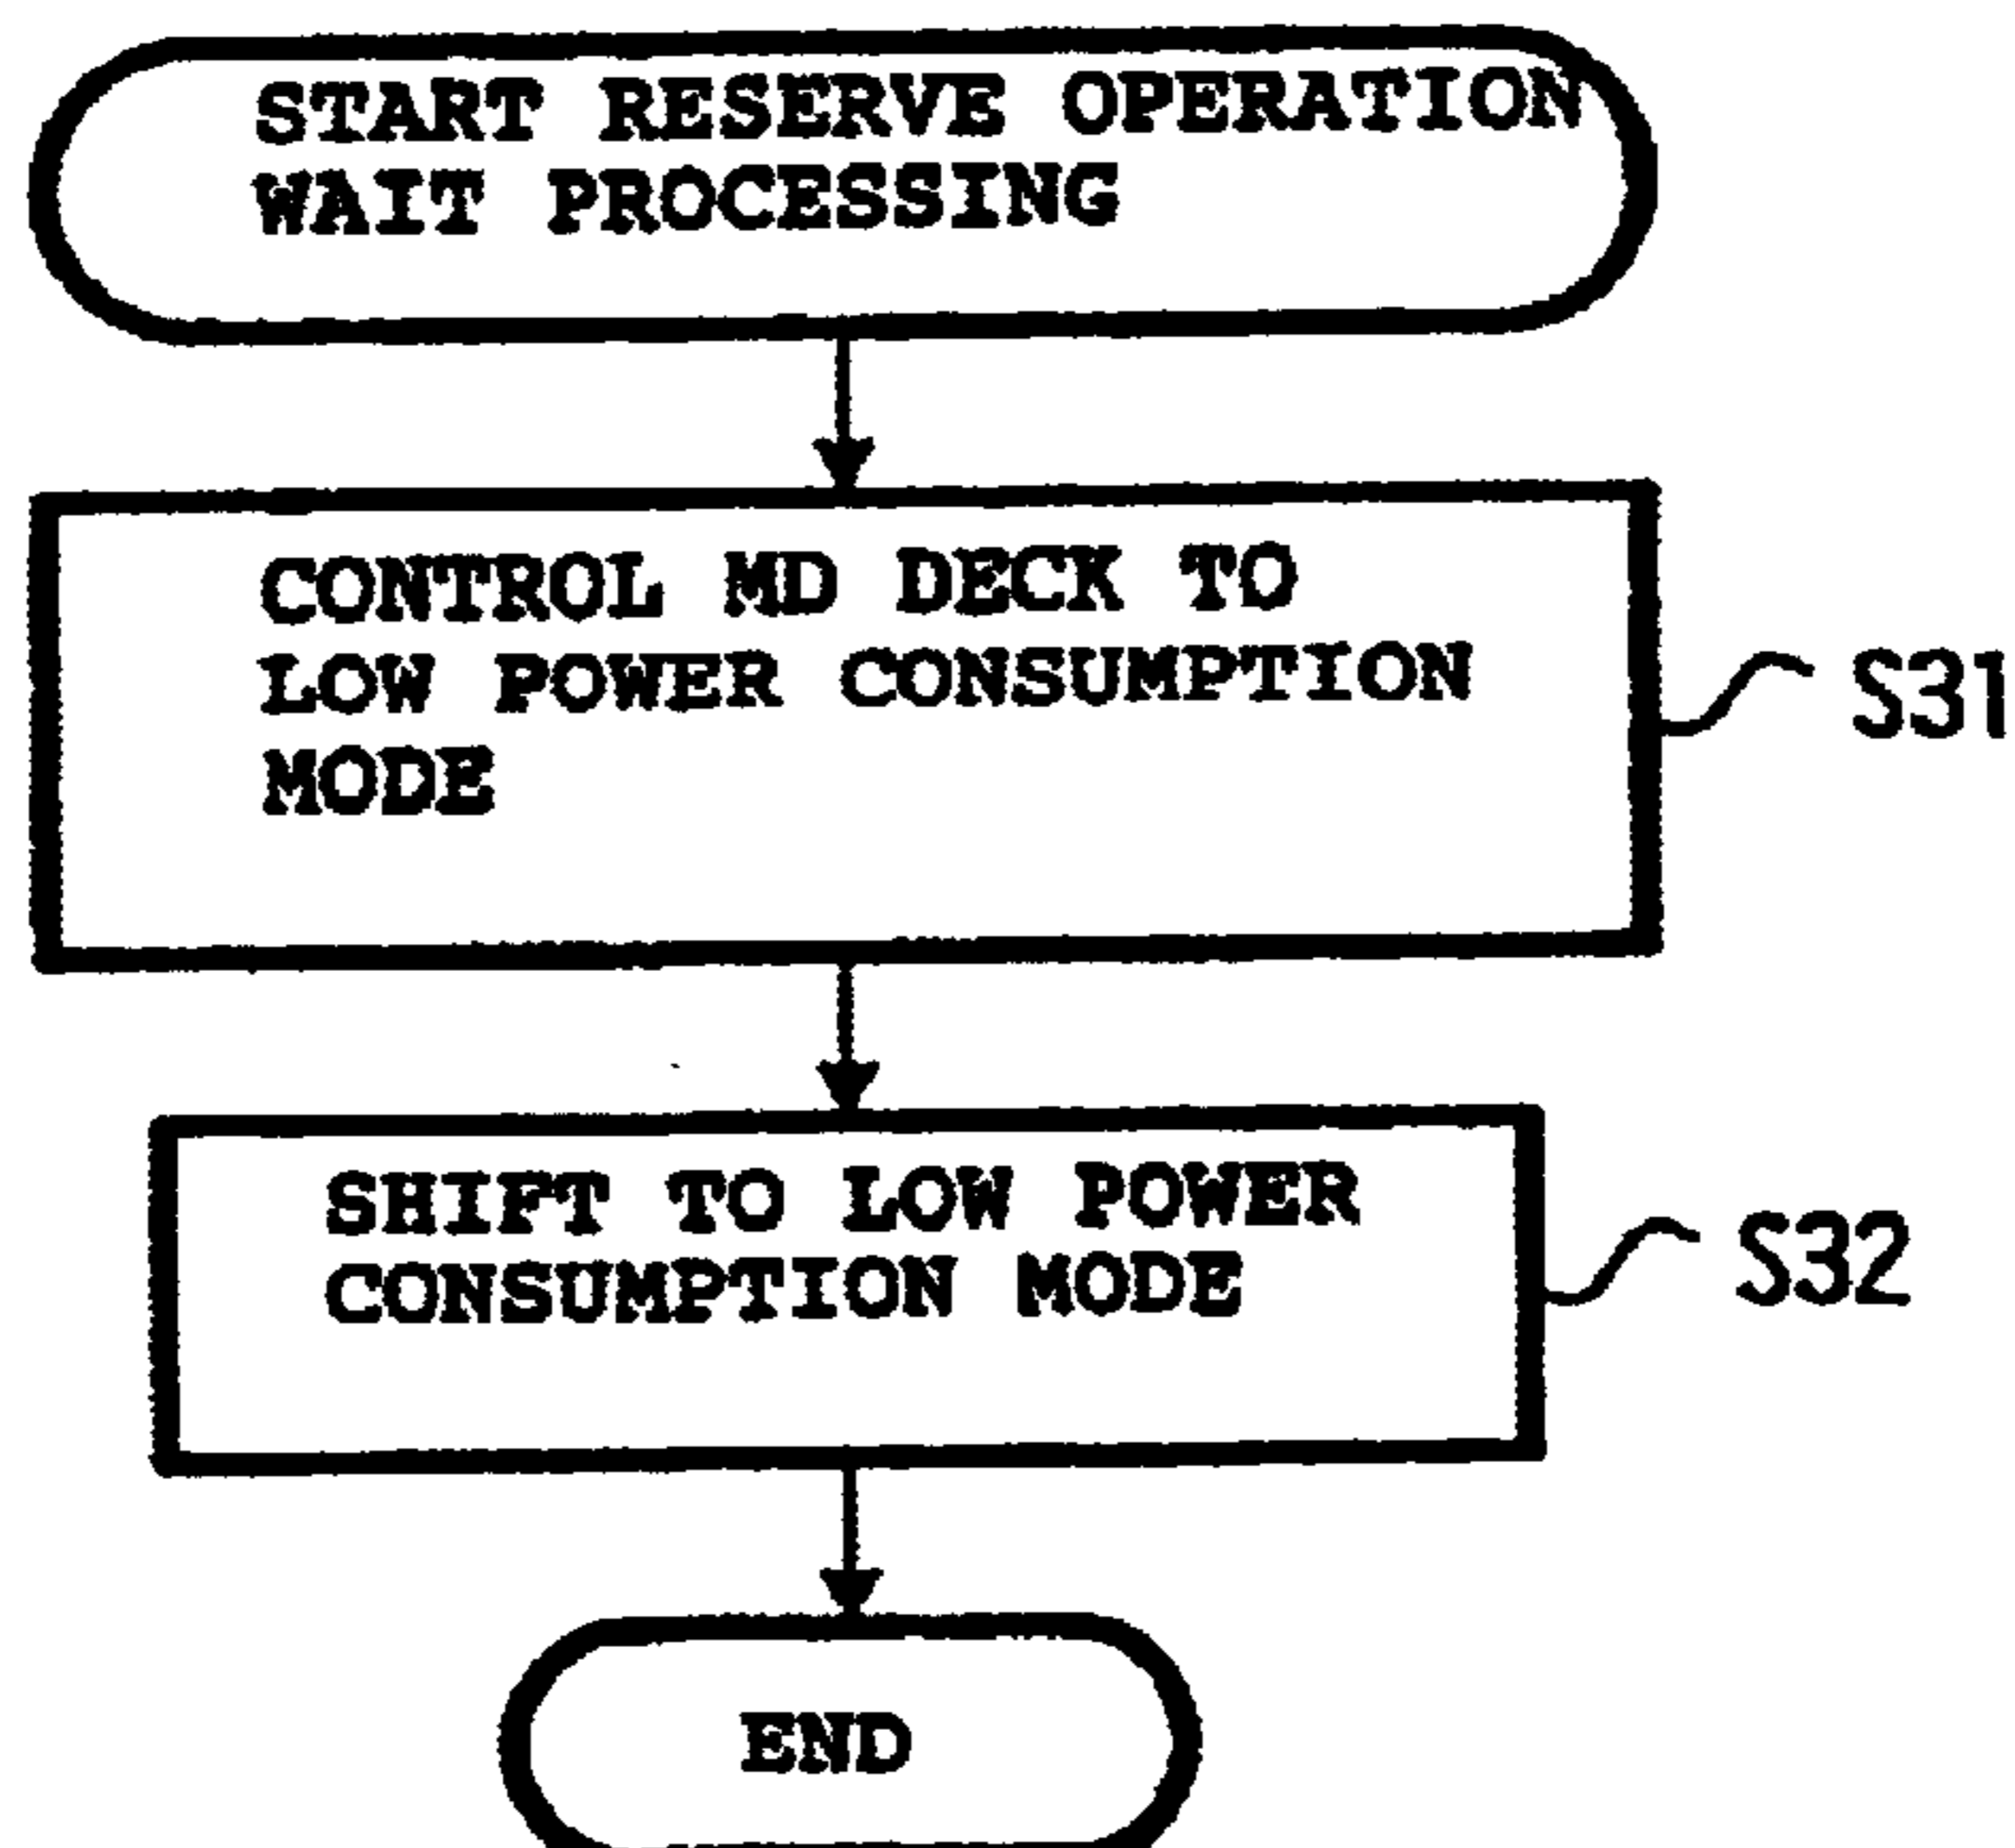 START RESERVE OPERATION
WAIT PROCESSING
CONTROL MD DECK TO
LOW POWER CONSUMPTION
MODE
S31
SHIFT TO LOW POWER
CONSUMPTION MODE
S32
END